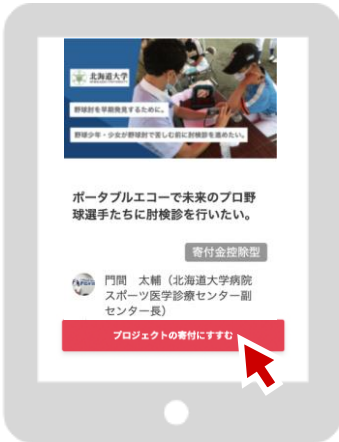 北海道大学
野球肘を早期発見するために。
野球少年・少女が野球肘で苦しむ前に肘検診を進めたい。
ポータブルエコーで未来のプロ野
球選手たちに肘検診を行いたい。
寄付金控除型
門間　太輔（北海道大学病院
スポーツ医学診療センター副
センター長）
プロジェクトの寄付にすすむ